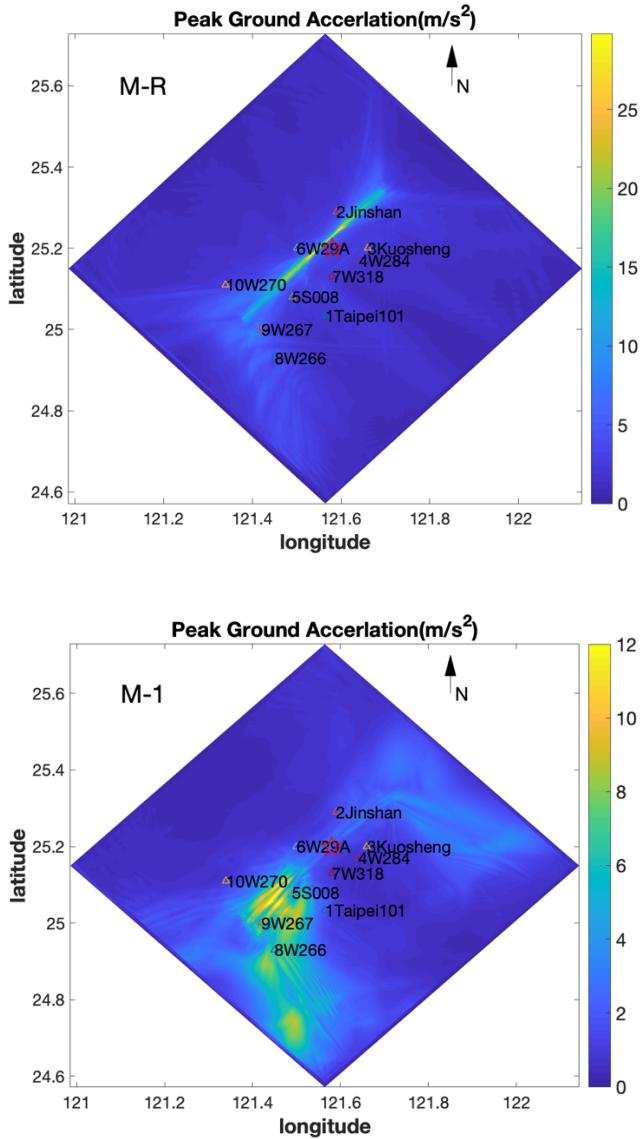 Peak Ground Accerlation(m/s²)
M-R
N
25.6
25.4
25.2
25
24.8
24.6
latitude
2Jinshan
6W29A
3Kuosheng
4W284
7W318
10W270
5S008
1Taipei101
9W267
8W266
121
121.2
121.4
121.6
121.8
122
longitude
25
20
15
10
5
0
Peak Ground Accerlation(m/s²)
M-1
N
25.6
25.4
25.2
25
24.8
24.6
latitude
2Jinshan
6W29A
3Kuosheng
4W284
7W318
10W270
5S008
1Taipei101
9W267
8W266
121
121.2
121.4
121.6
121.8
122
longitude
12
10
8
6
4
2
0